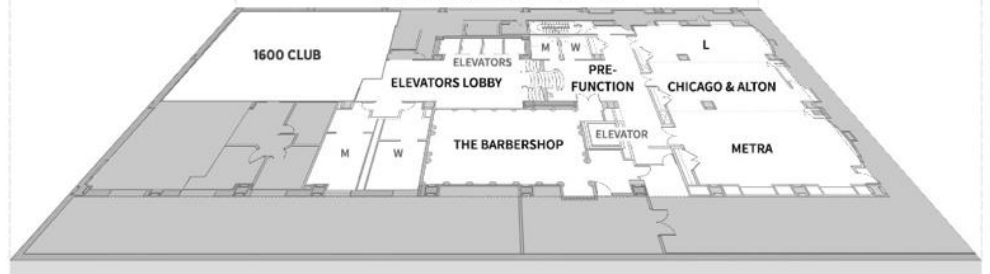 L
M W
1600 CLUB
ELEVATORS
PRE-
FUNCTION
ELEVATORS LOBBY
CHICAGO & ALTON
ELEVATOR
THE BARBERSHOP
METRA
M W